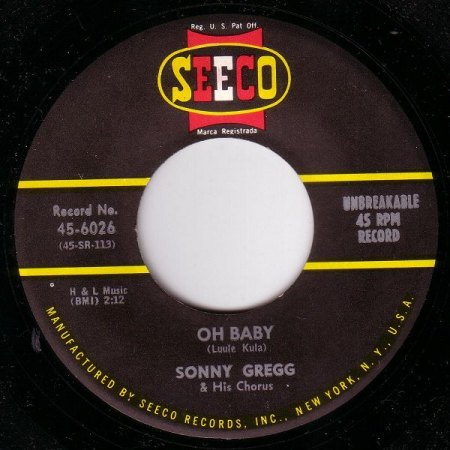 Reg. U. S. Pat Off.
SEECO
Marca Registrada
Record No.
45-6026
(45-SR-113)
UNBREAKABLE
45 RPM
RECORD
H & L Music
(BMI) 2:12
OH BABY
(Luule Kula)
SONNY GREGG
& His Chorus
MANUFACTURED BY SEECO RECORDS, INC., NEW YORK, N.Y., U.S.A.